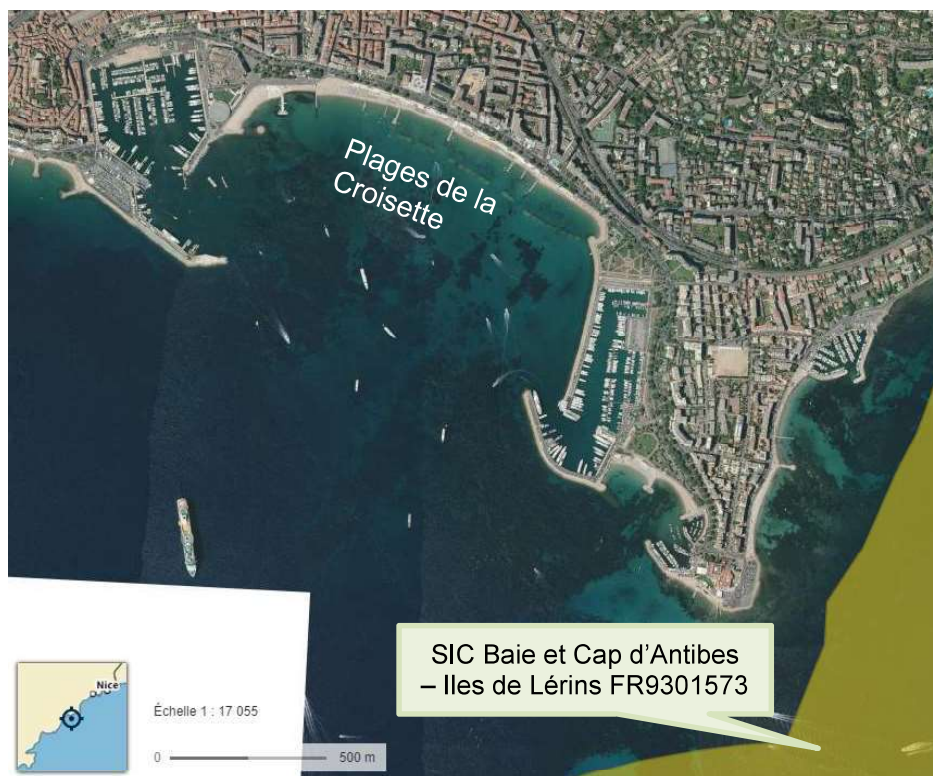 Plages de la
Croisette
SIC Baie et Cap d'Antibes
– Iles de Lérins FR9301573
Nice
Échelle 1 : 17 055
0 500 m